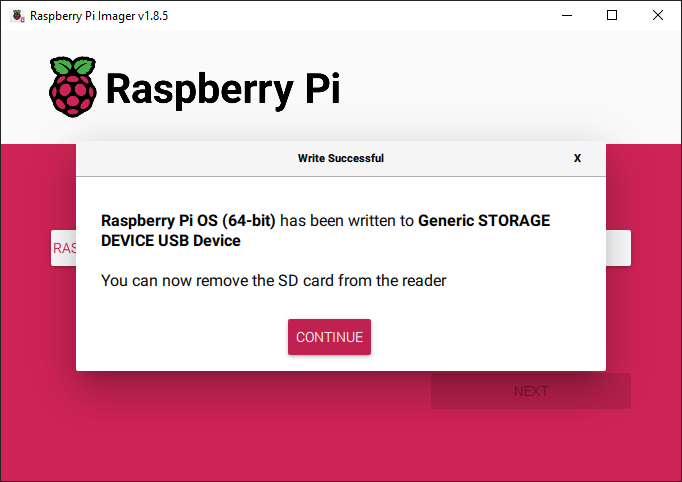 Raspberry Pi Imager v1.8.5
Raspberry Pi
Write Successful
X
Raspberry Pi OS (64-bit) has been written to Generic STORAGE
DEVICE USB Device
RAS
You can now remove the SD card from the reader
CONTINUE
NEXT